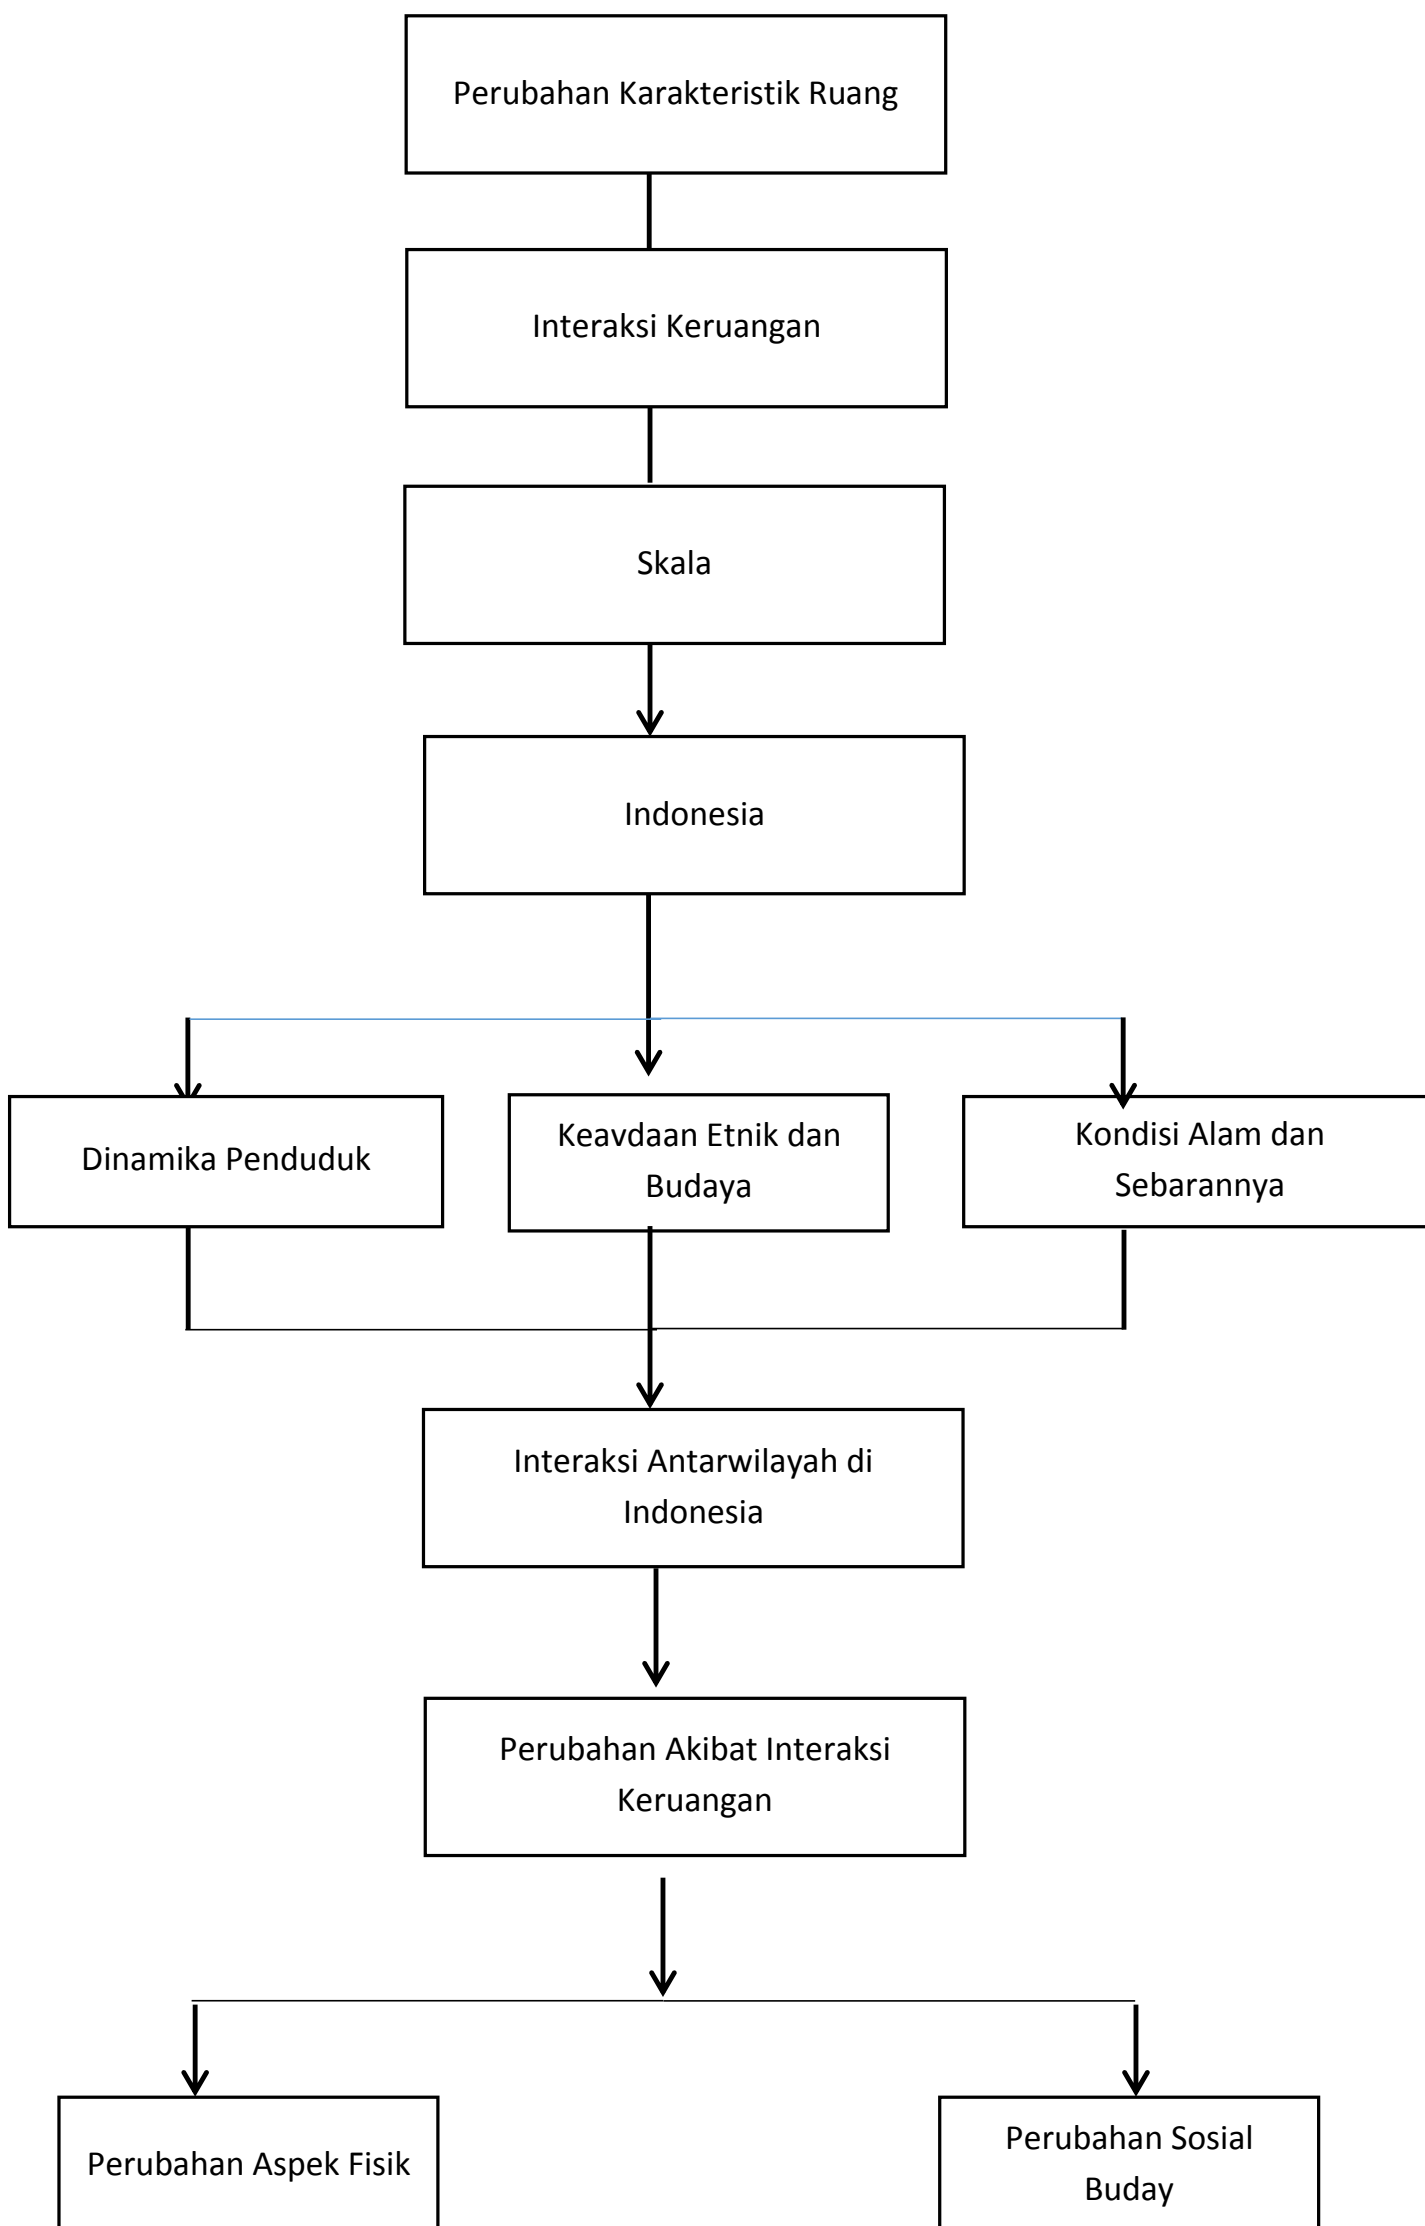 Perubahan Karakteristik Ruang
Interaksi Keruangan
Skala
Indonesia
Dinamika Penduduk
Keavdaan Etnik dan
Budaya
Kondisi Alam dan
Sebarannya
Interaksi Antarwilayah di
Indonesia
Perubahan Akibat Interaksi
Keruangan
Perubahan Aspek Fisik
Perubahan Sosial
Buday